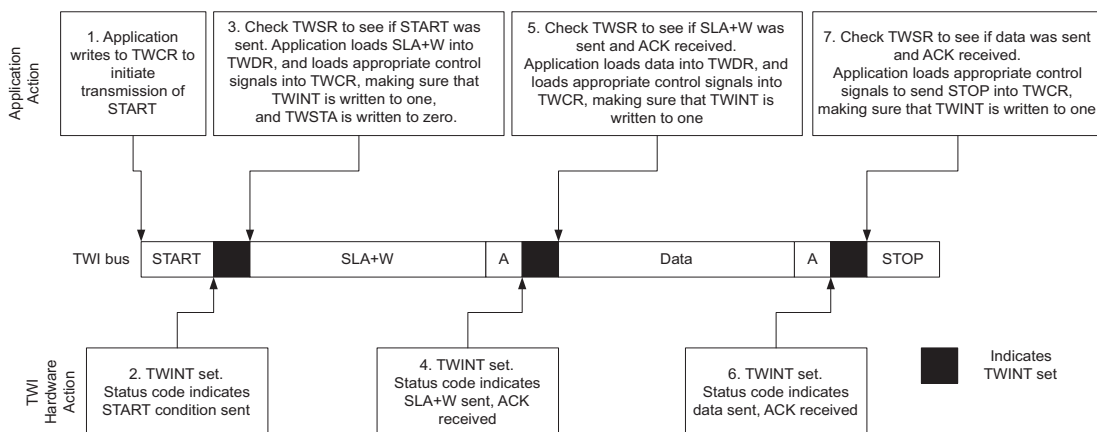 Application
Action
1. Application
writes to TWCR to
initiate
transmission of
START
3. Check TWSR to see if START was
sent. Application loads SLA+W into
TWDR, and loads appropriate control
signals into TWCR, making sure that
TWINT is written to one,
and TWSTA is written to zero.
5. Check TWSR to see if SLA+W was
sent and ACK received.
Application loads data into TWDR, and
loads appropriate control signals into
TWCR, making sure that TWINT is
written to one
7. Check TWSR to see if data was sent
and ACK received.
Application loads appropriate control
signals to send STOP into TWCR,
making sure that TWINT is written to one
TWI bus
START
SLA+W
A
Data
A
STOP
TWI
Hardware
Action
2. TWINT set.
Status code indicates
START condition sent
4. TWINT set.
Status code indicates
SLA+W sent, ACK
received
6. TWINT set.
Status code indicates
data sent, ACK received
Indicates
TWINT set